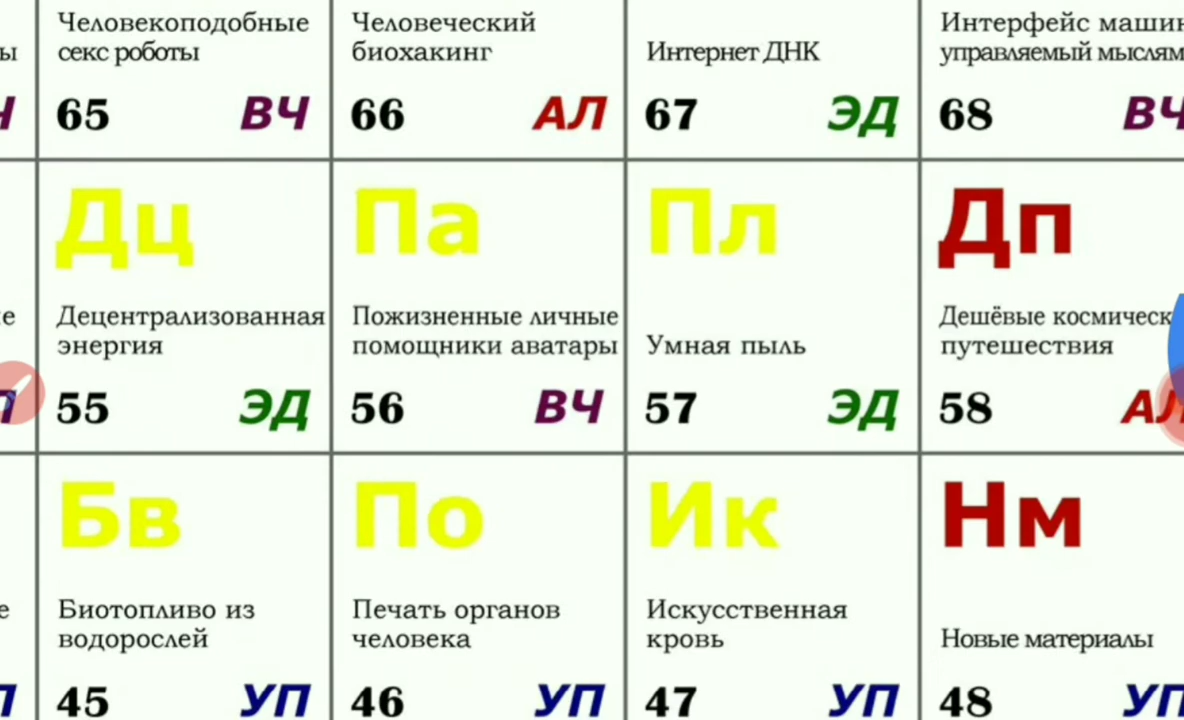 Человекоподобные
секс роботы
Человеческий
биохакинг
Интернет ДНК
Интерфейс машин
управляемый мыслям
65 ВЧ
66 АЛ
67 ЭД
68 ВЧ
Дц
Па
Пл
Дп
Децентрализованная
энергия
Пожизненные личные
помощники аватары
Умная пыль
Дешёвые космическ
путешествия
55 ЭД
56 ВЧ
57 ЭД
58 АЛ
Бв
По
Ик
Нм
Биотопливо из
водорослей
Печать органов
человека
Искусственная
кровь
Новые материалы
45 УП
46 УП
47 УП
48 УП